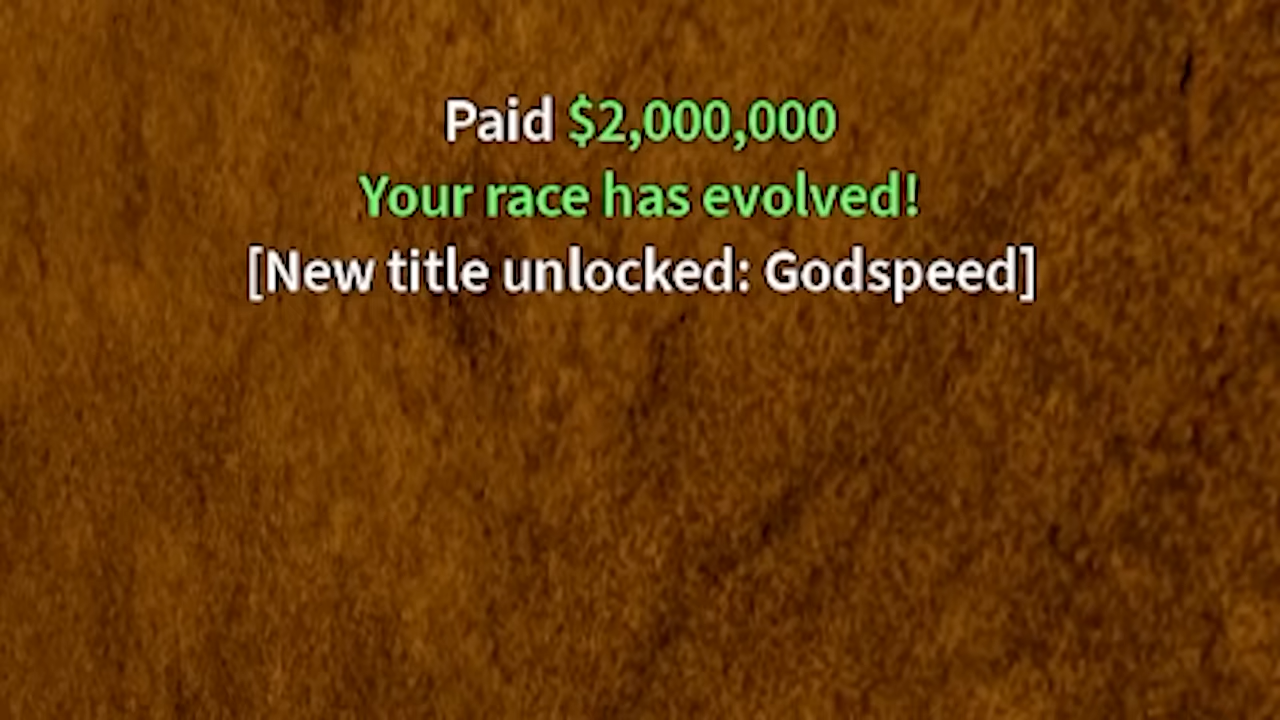 Paid $2,000,000
Your race has evolved!
[New title unlocked: Godspeed]